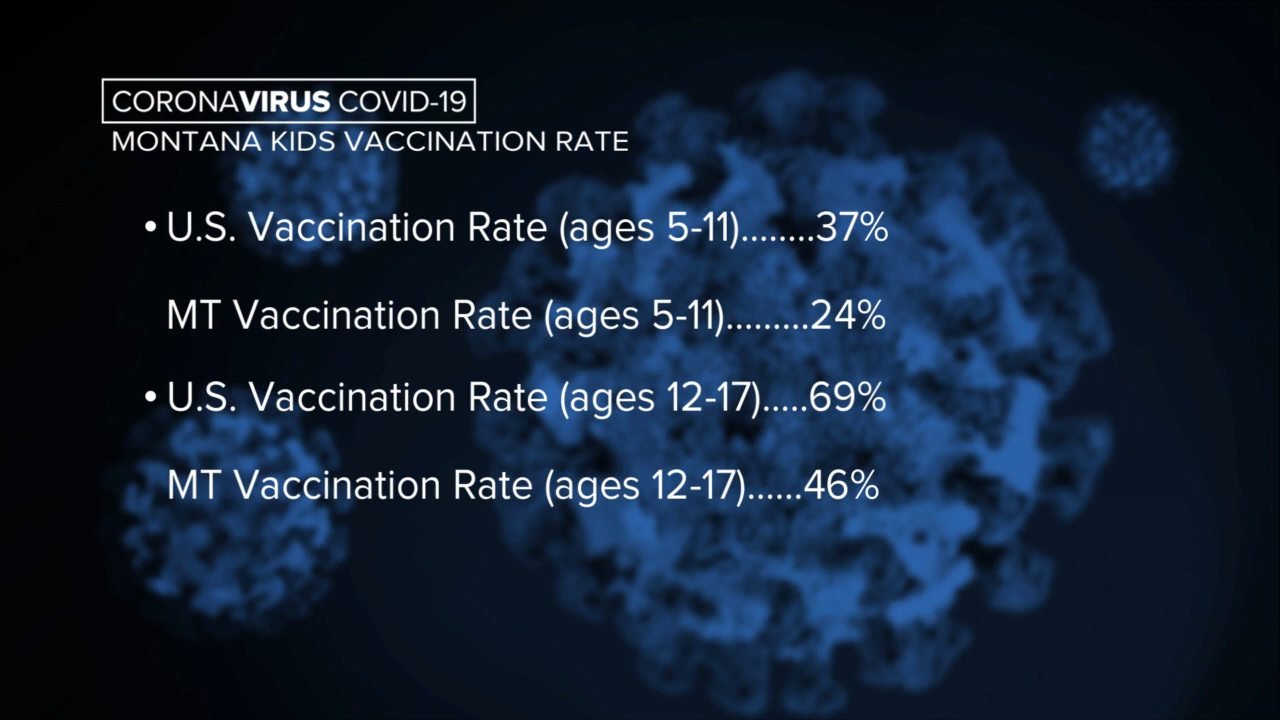 CORONAVIRUS COVID-19
MONTANA KIDS VACCINATION RATE
• U.S. Vaccination Rate (ages 5-11)........37%
MT Vaccination Rate (ages 5-11).........24%
• U.S. Vaccination Rate (ages 12-17).....69%
MT Vaccination Rate (ages 12-17)......46%